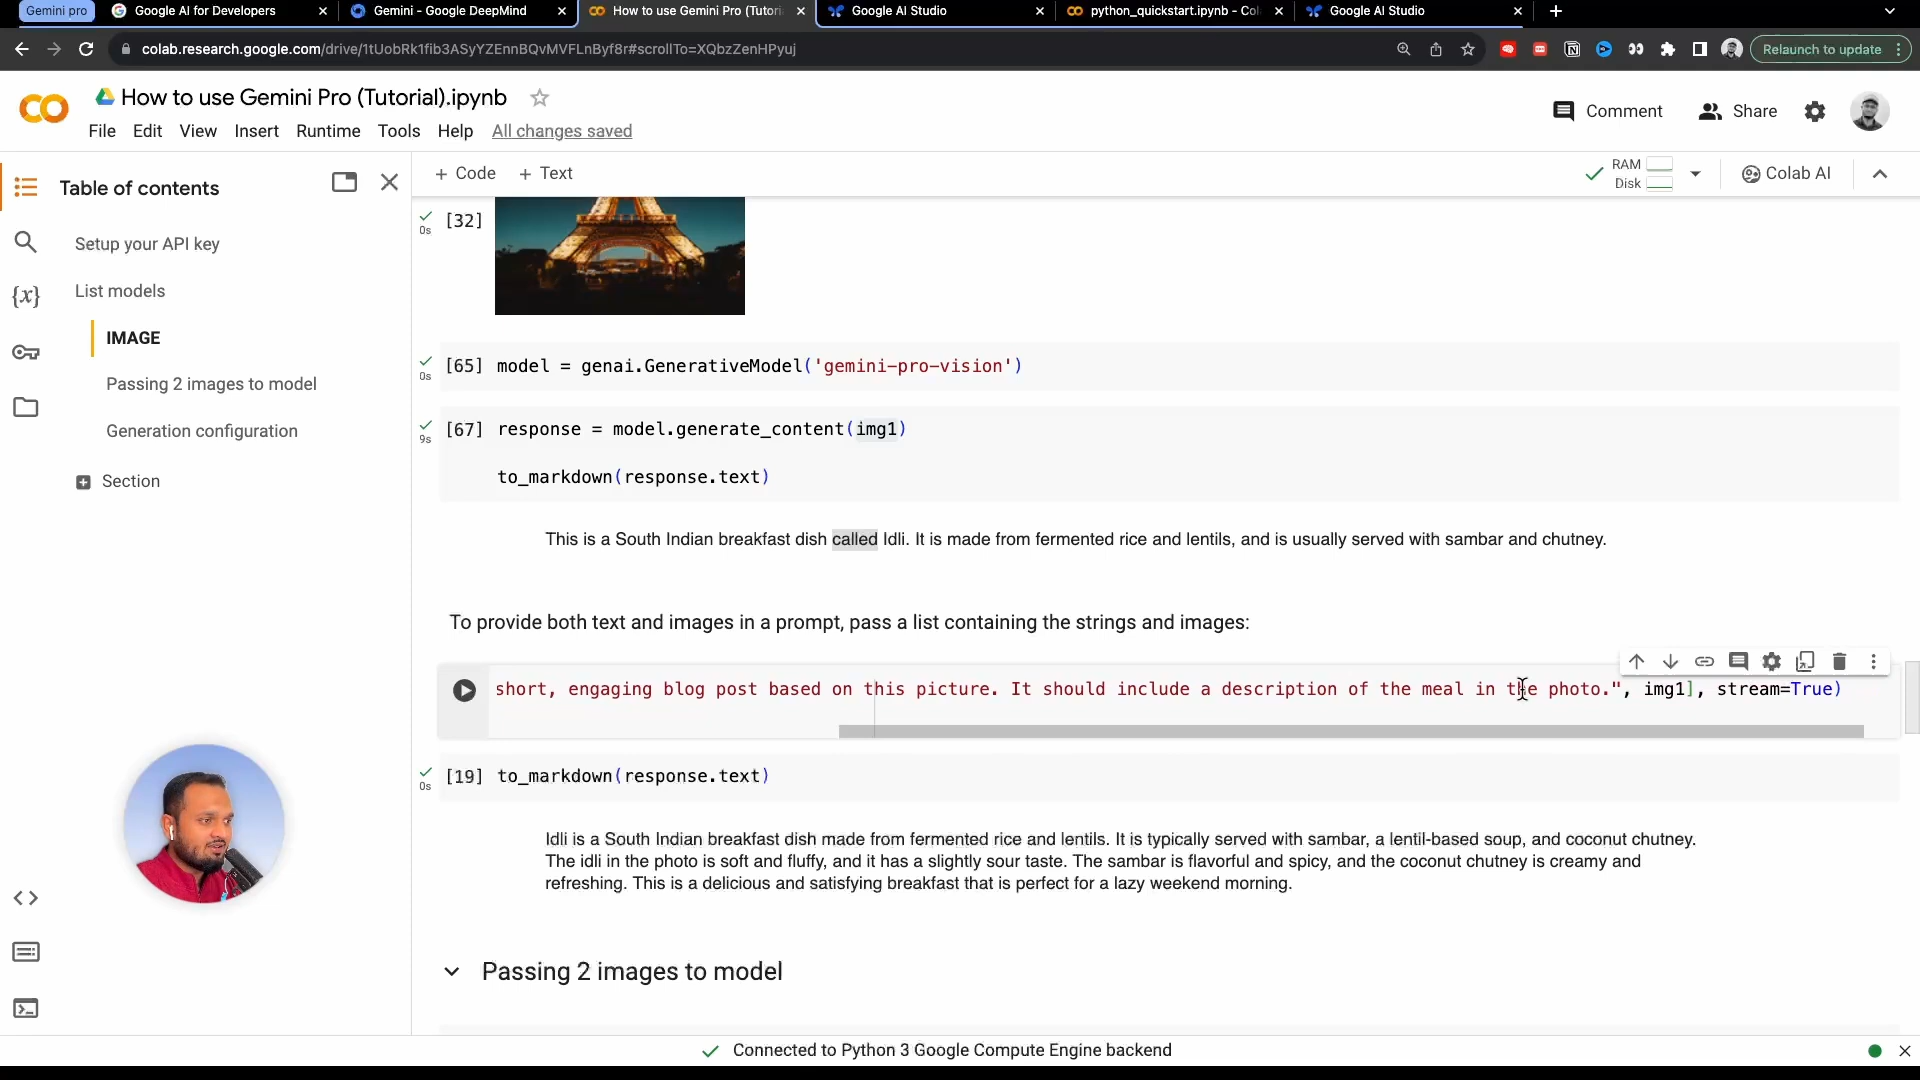 Gemini pro
Google AI for Developers
Gemini - Google DeepMind
How to use Gemini Pro (Tutori
Google AI Studio
python_quickstart.ipynb - Col
Google AI Studio
colab.research.google.com/drive/1tUobRk1fib3ASyYZEnnBQvMVFLnByf8r#scrollTo=XQbzZenHPyuj
Relaunch to update
How to use Gemini Pro (Tutorial).ipynb
Comment
Share
File Edit View Insert Runtime Tools Help All changes saved
Table of contents
+ Code + Text
RAM
Disk
Colab AI
Setup your API key
List models
IMAGE
Passing 2 images to model
Generation configuration
Section
[32]
0s
[65] model = genai.GenerativeModel('gemini-pro-vision')
0s
[67] response = model.generate_content(img1)
9s
to_markdown(response.text)
This is a South Indian breakfast dish called Idli. It is made from fermented rice and lentils, and is usually served with sambar and chutney.
To provide both text and images in a prompt, pass a list containing the strings and images:
short, engaging blog post based on this picture. It should include a description of the meal in the photo.", img1], stream=True)
[19] to_markdown(response.text)
0s
Idli is a South Indian breakfast dish made from fermented rice and lentils. It is typically served with sambar, a lentil-based soup, and coconut chutney.
The idli in the photo is soft and fluffy, and it has a slightly sour taste. The sambar is flavorful and spicy, and the coconut chutney is creamy and
refreshing. This is a delicious and satisfying breakfast that is perfect for a lazy weekend morning.
Passing 2 images to model
Connected to Python 3 Google Compute Engine backend